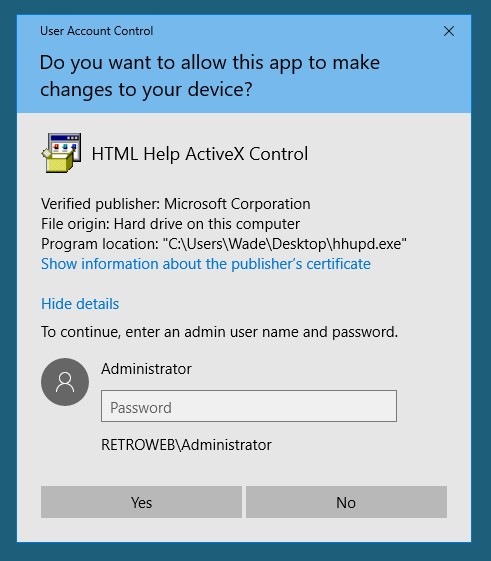 User Account Control
Do you want to allow this app to make
changes to your device?
HTML Help ActiveX Control
Verified publisher: Microsoft Corporation
File origin: Hard drive on this computer
Program location: "C:\Users\Wade\Desktop\hhupd.exe"
Show information about the publisher's certificate
Hide details
To continue, enter an admin user name and password.
Administrator
Password
RETROWEB\Administrator
Yes
No